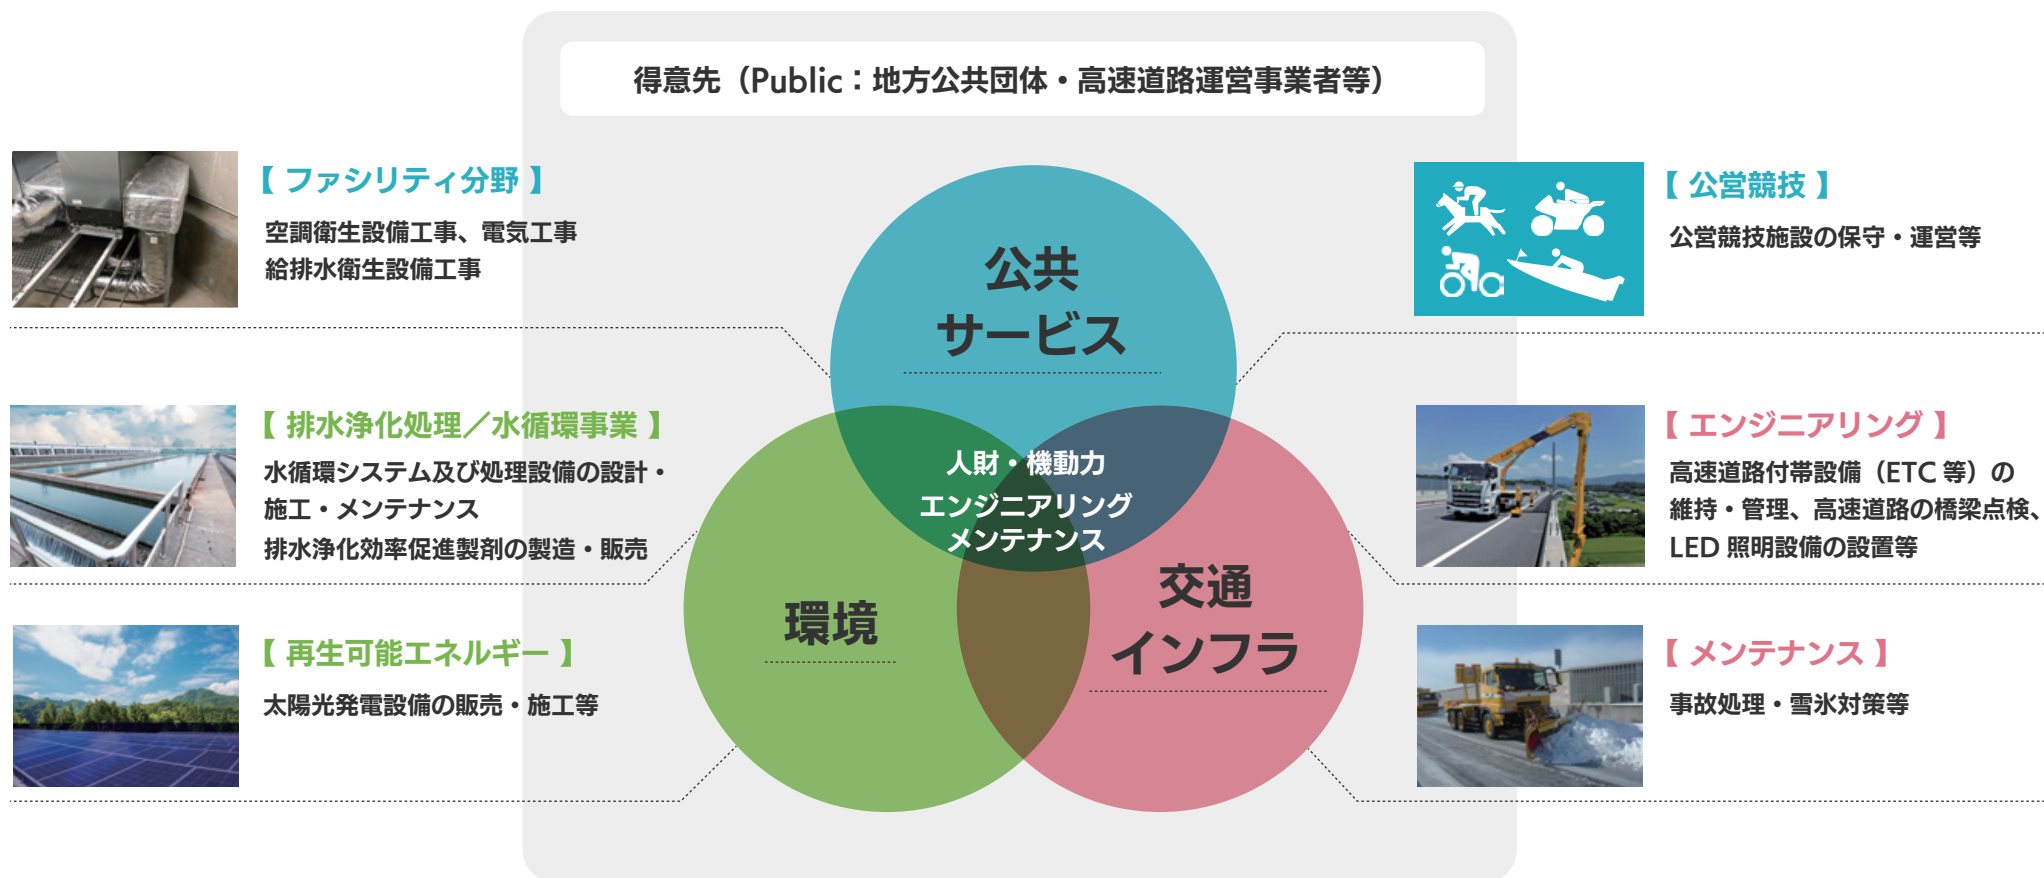 得意先（Public：地方公共団体・高速道路運営事業者等）
【 ファシリティ分野 】
空調衛生設備工事、電気工事
給排水衛生設備工事
【 排水浄化処理／水循環事業 】
水循環システム及び処理設備の設計・
施工・メンテナンス
排水浄化効率促進製剤の製造・販売
【 再生可能エネルギー 】
太陽光発電設備の販売・施工等
公共
サービス
人財・機動力
エンジニアリング
メンテナンス
環境
交通
インフラ
【 公営競技 】
公営競技施設の保守・運営等
【 エンジニアリング 】
高速道路付帯設備（ETC 等）の
維持・管理、高速道路の橋梁点検、
LED 照明設備の設置等
【 メンテナンス 】
事故処理・雪氷対策等